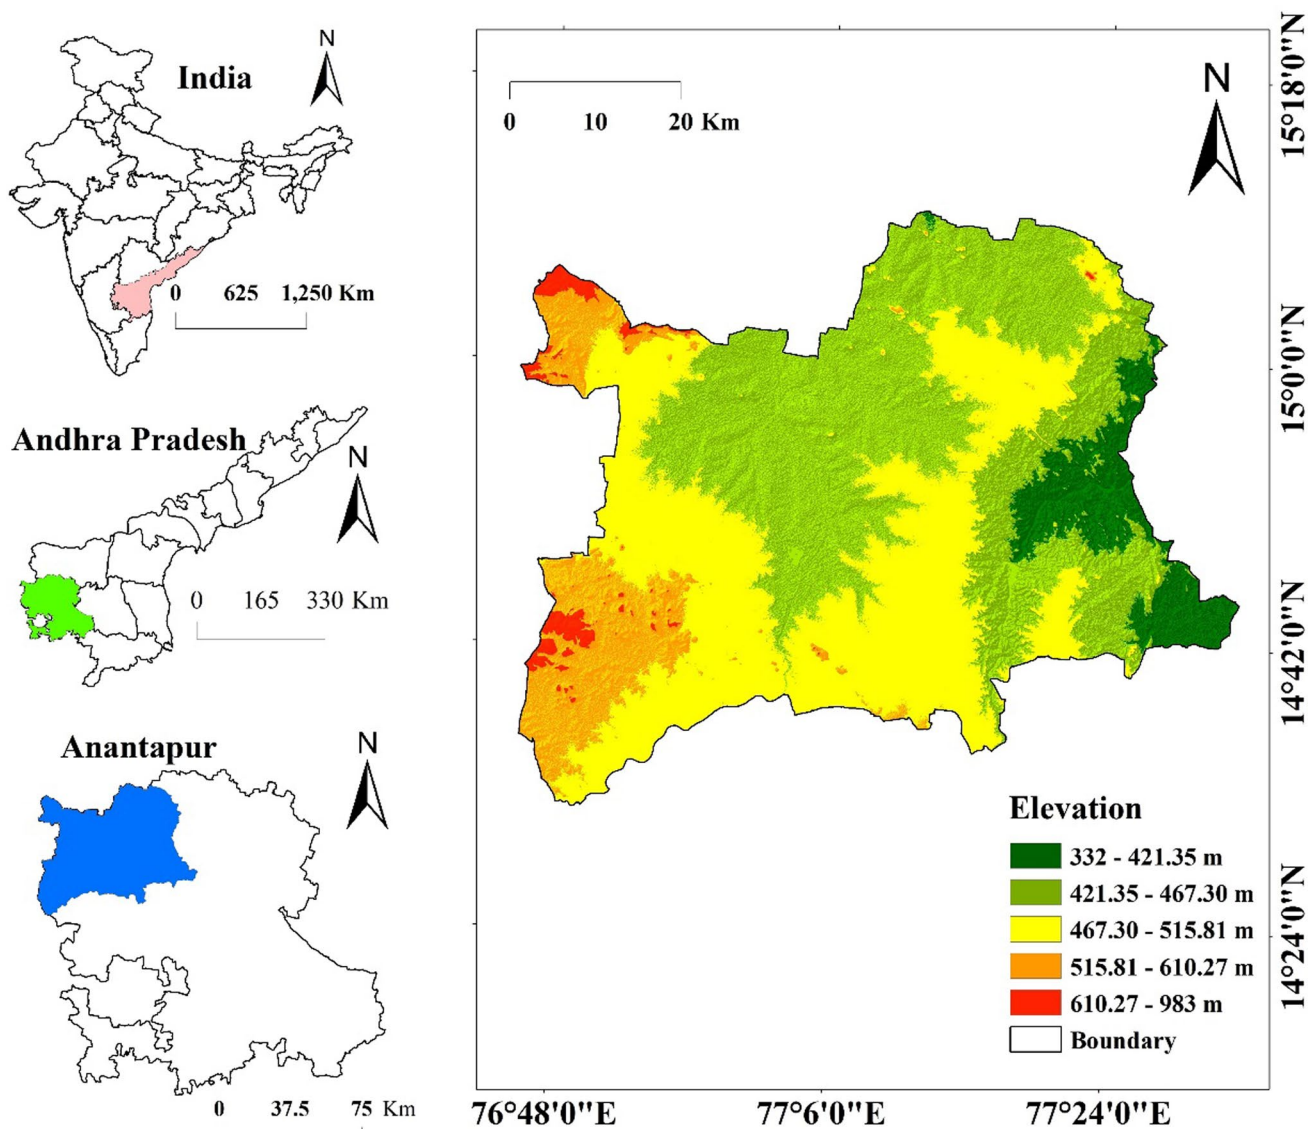 N
India
0 625 1,250 Km
Andhra Pradesh
N
0 165 330 Km
Anantapur
N
0 37.5 75 Km
0 10 20 Km
N
15°18'0"N
15°0'0"N
14°42'0"N
14°24'0"N
Elevation
332 - 421.35 m
421.35 - 467.30 m
467.30 - 515.81 m
515.81 - 610.27 m
610.27 - 983 m
Boundary
76°48'0"E 77°6'0"E 77°24'0"E